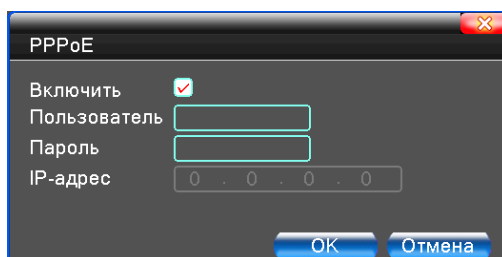 PPPoE
Включить
Пользователь
Пароль
IP-адрес 0 . 0 . 0 . 0
OK Отмена